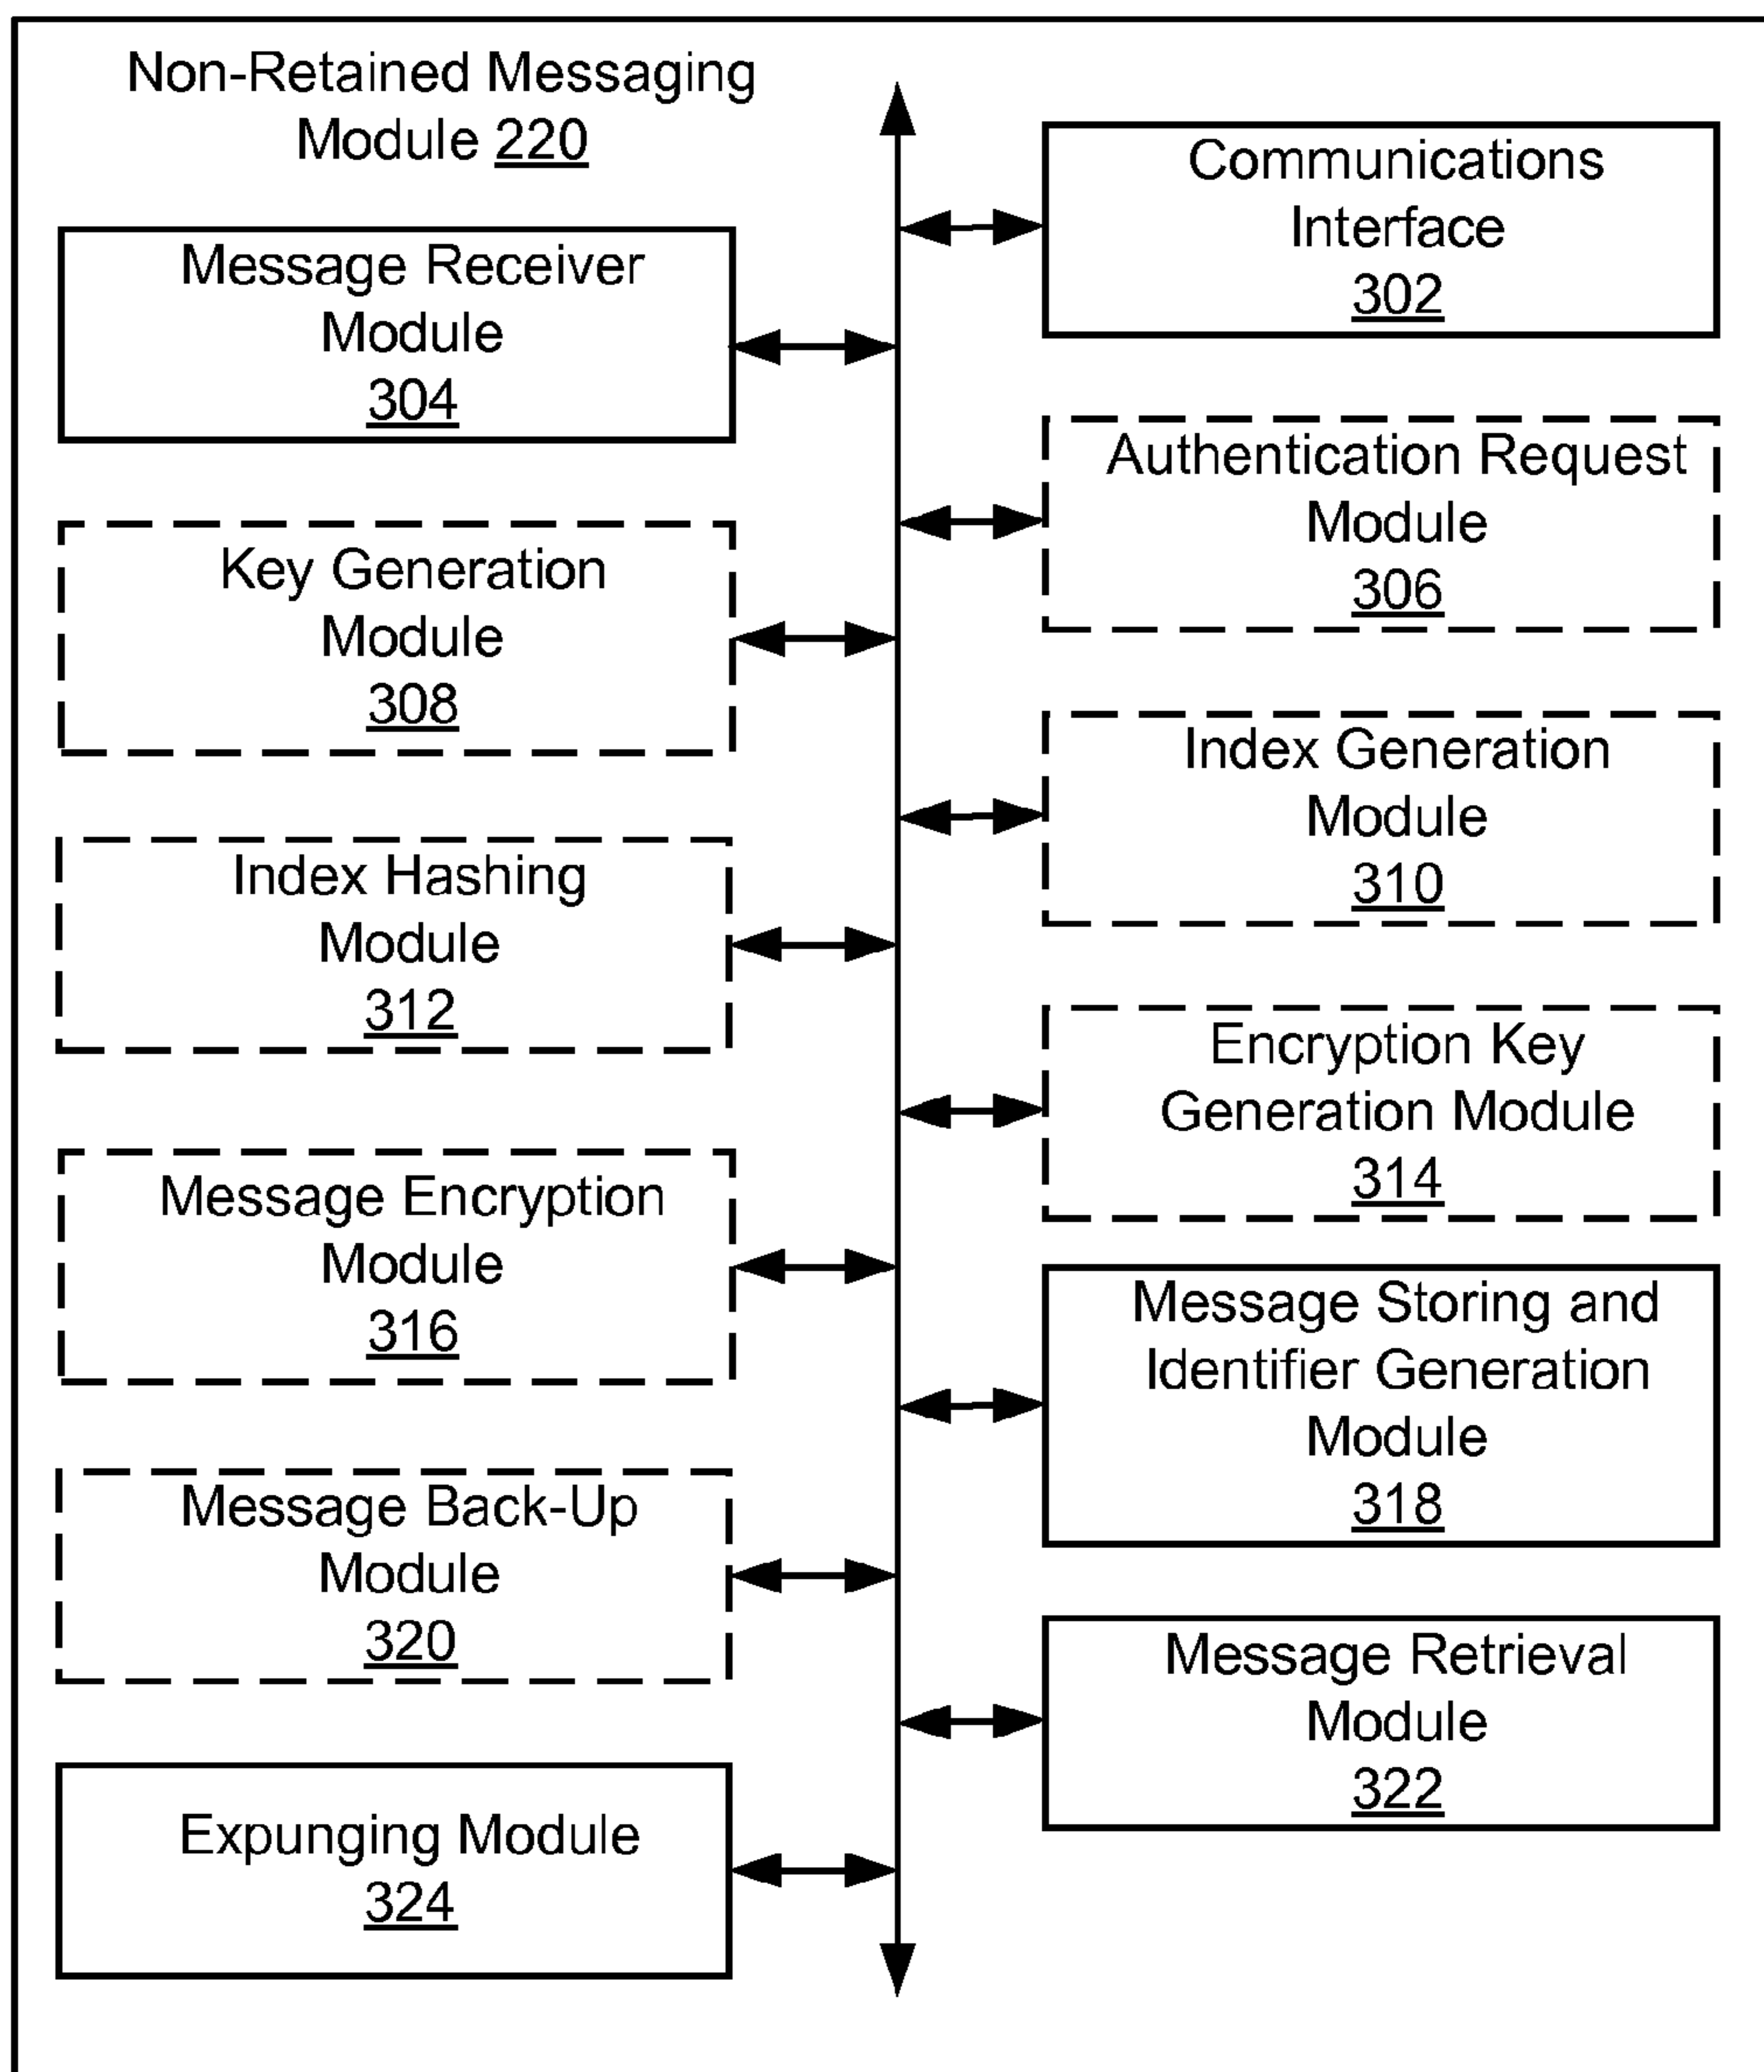 Non-Retained Messaging
Module 220
Communications
Interface
302
Message Receiver
Module
304
Authentication Request
Module
306
Key Generation
Module
308
Index Generation
Module
310
Index Hashing
Module
312
Encryption Key
Generation Module
314
Message Encryption
Module
316
Message Storing and
Identifier Generation
Module
318
Message Back-Up
Module
320
Message Retrieval
Module
322
Expunging Module
324